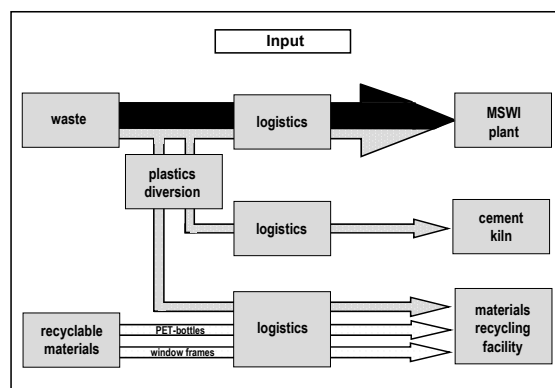 Input
waste
logistics
MSWI
plant
plastics
diversion
logistics
cement
kiln
recyclable
materials
PET-bottles
window frames
logistics
materials
recycling
facility